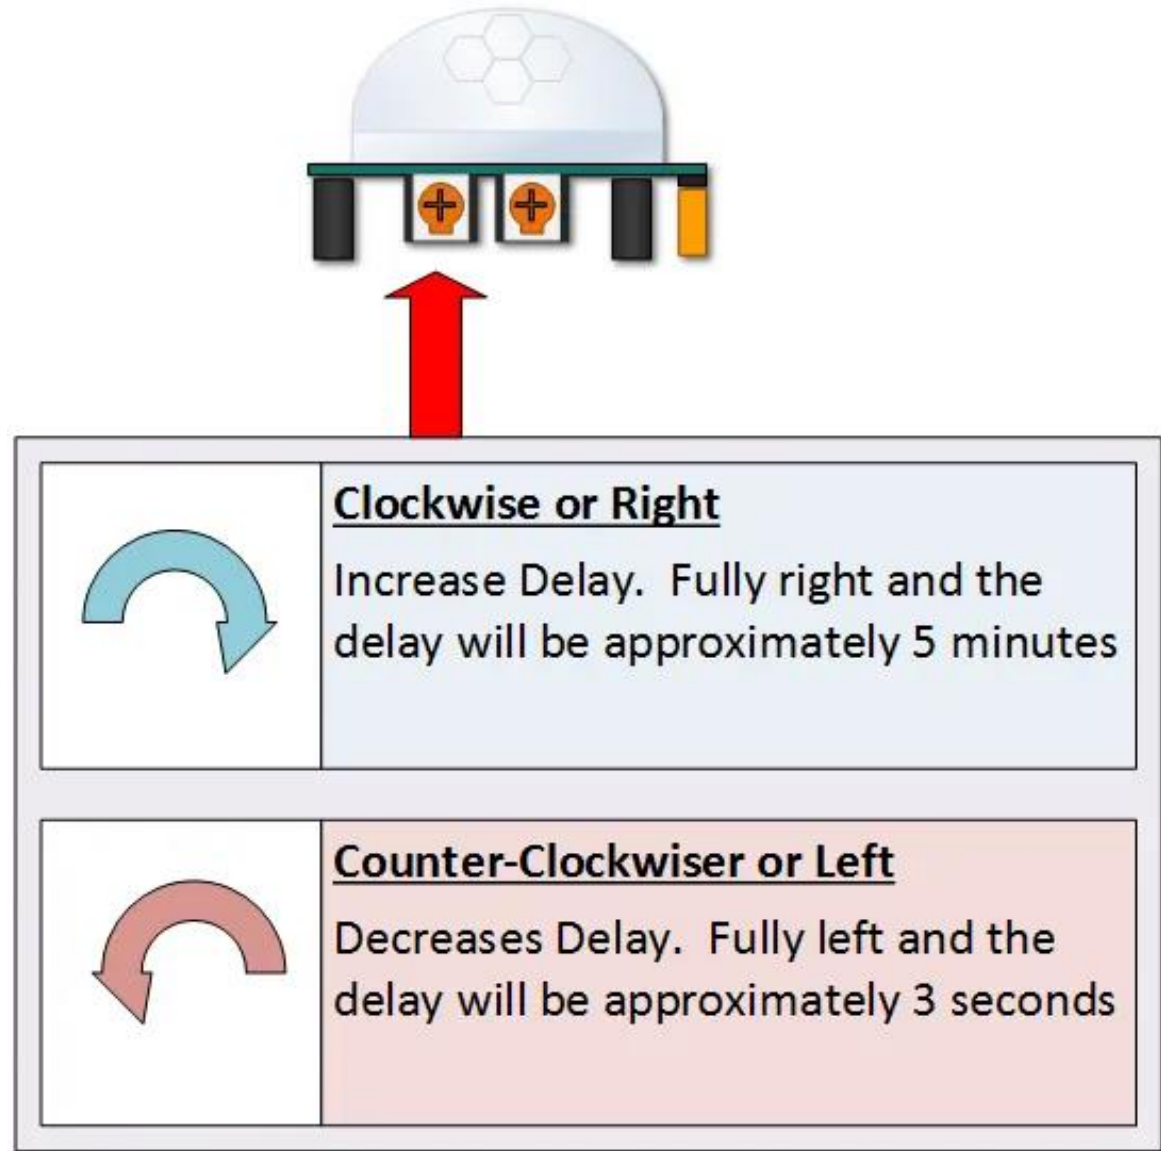 Clockwise or Right
Increase Delay.  Fully right and the
delay will be approximately 5 minutes
Counter-Clockwiser or Left
Decreases Delay.  Fully left and the
delay will be approximately 3 seconds